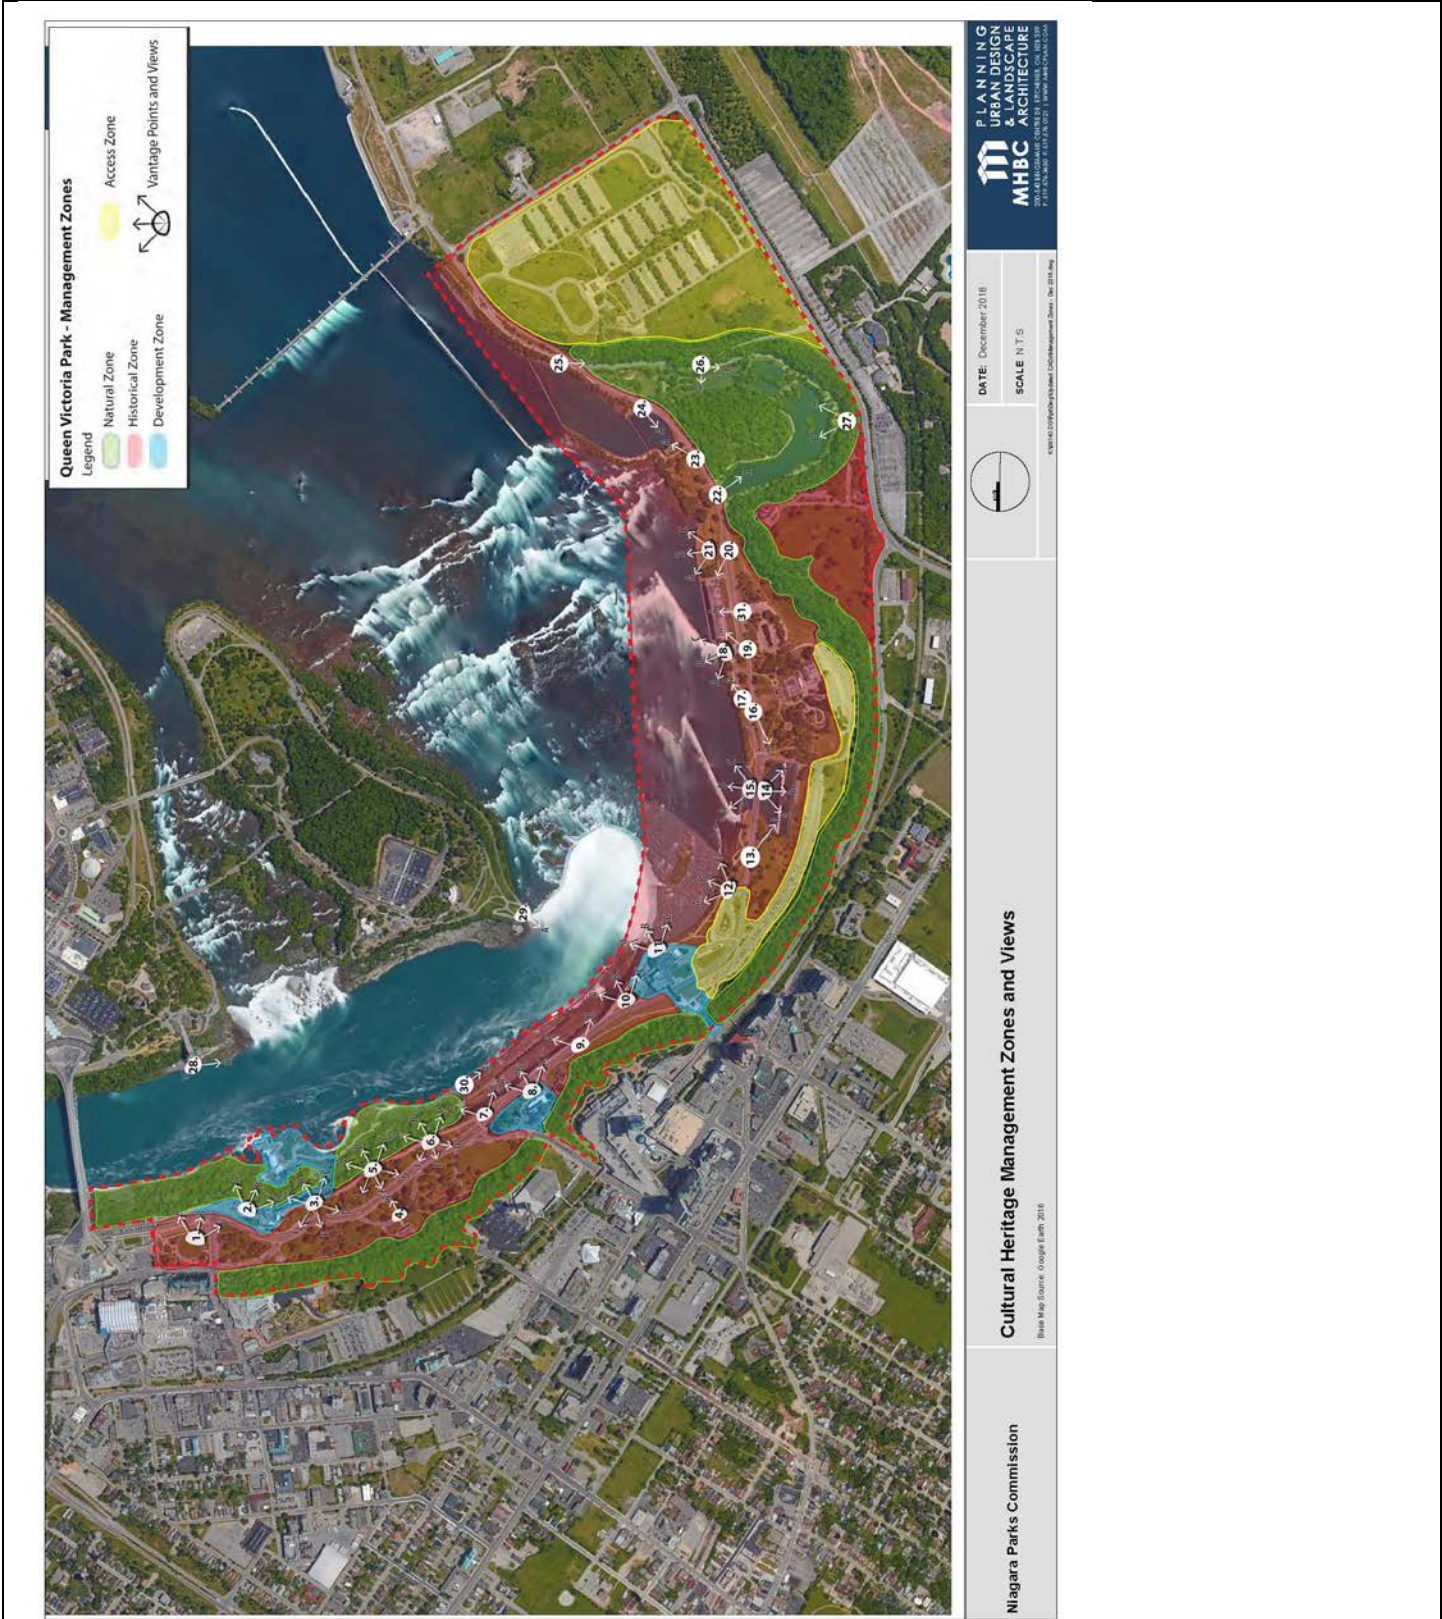 Queen Victoria Park - Management Zones
Legend
Natural Zone
Historical Zone
Development Zone
Access Zone
Vantage Points and Views
1.
2.
3.
4.
5.
6.
7.
8.
9.
10.
11
12.
13.
14.
15.
16.
17.
18.
19.
20.
21
22.
23.
24.
25.
26.
27.
28.
29.
30.
31.
Niagara Parks Commission
Cultural Heritage Management Zones and Views
Base Map Source: Google Earth 2016
DATE: December 2016
SCALE N.T.S.
MHBC
PLANNING
URBAN DESIGN
& LANDSCAPE
ARCHITECTURE